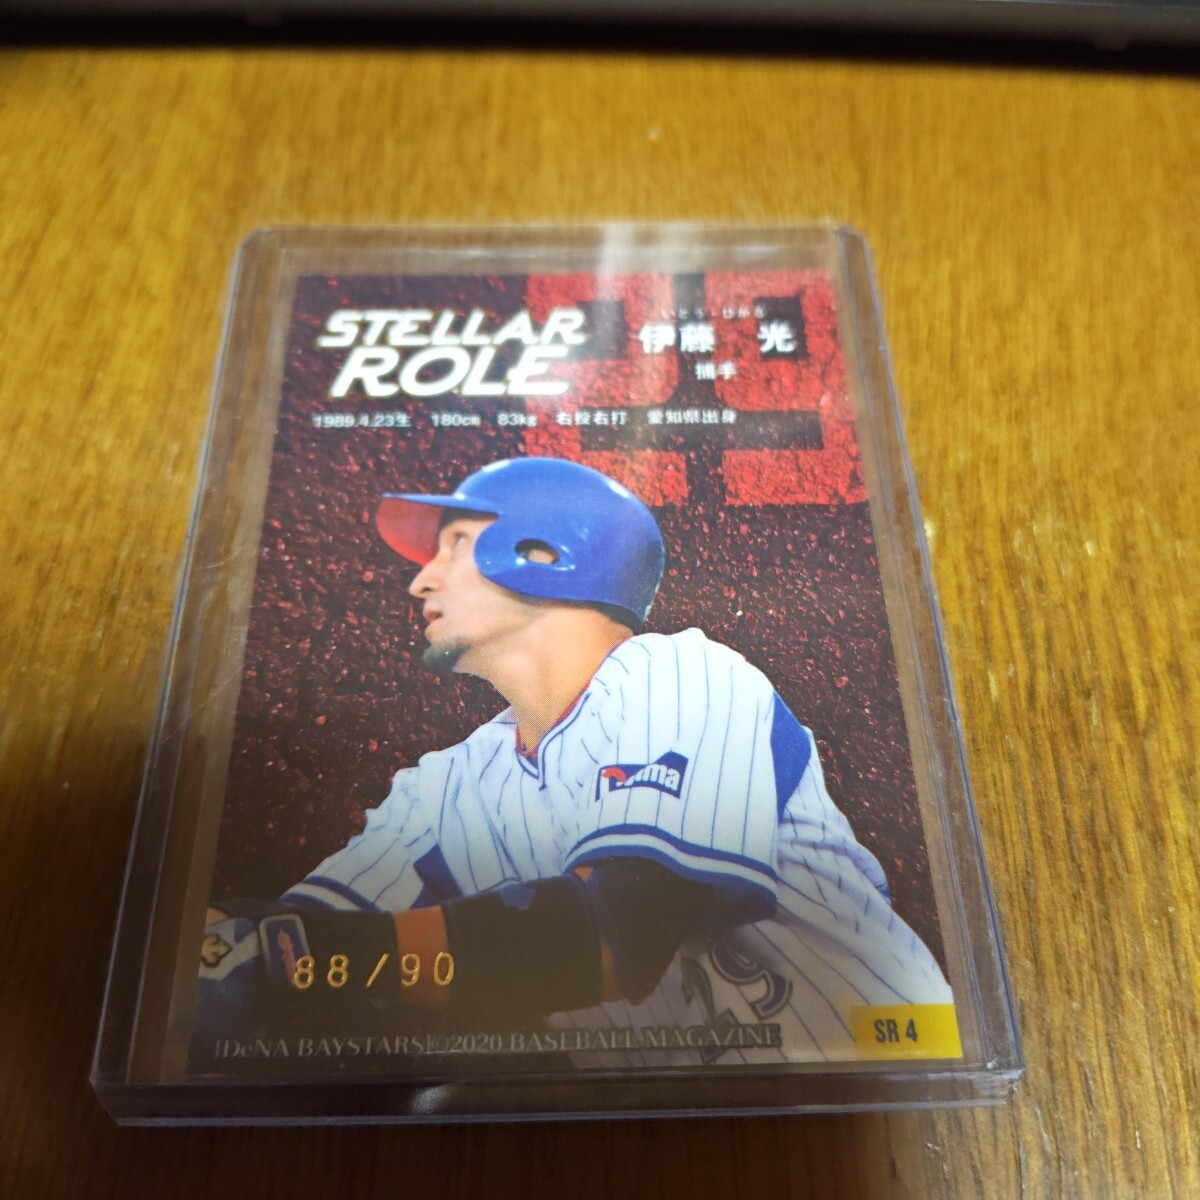 STELLAR
ROLE
いとう・ひかる
伊藤 光
捕手
1989.4.23生 180cm 83kg 右投右打 愛知県出身
29
88/90
SR 4
DeNA BAYSTARS ©2020 BASEBALL MAGAZINE